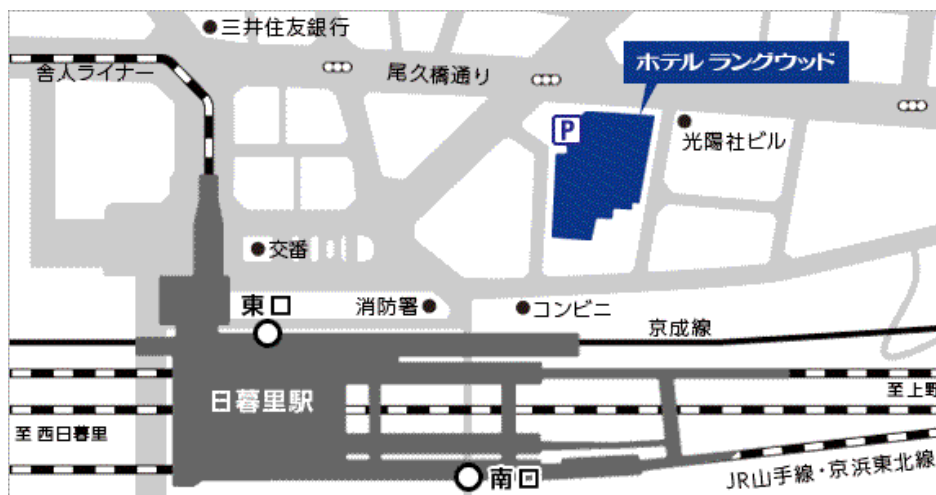 三井住友銀行
舎人ライナー
尾久橋通り
ホテル ラングウッド
P
光陽社ビル
交番
東口
消防署
コンビニ
京成線
日暮里駅
至 上野
至 西日暮里
南口
JR山手線・京浜東北線